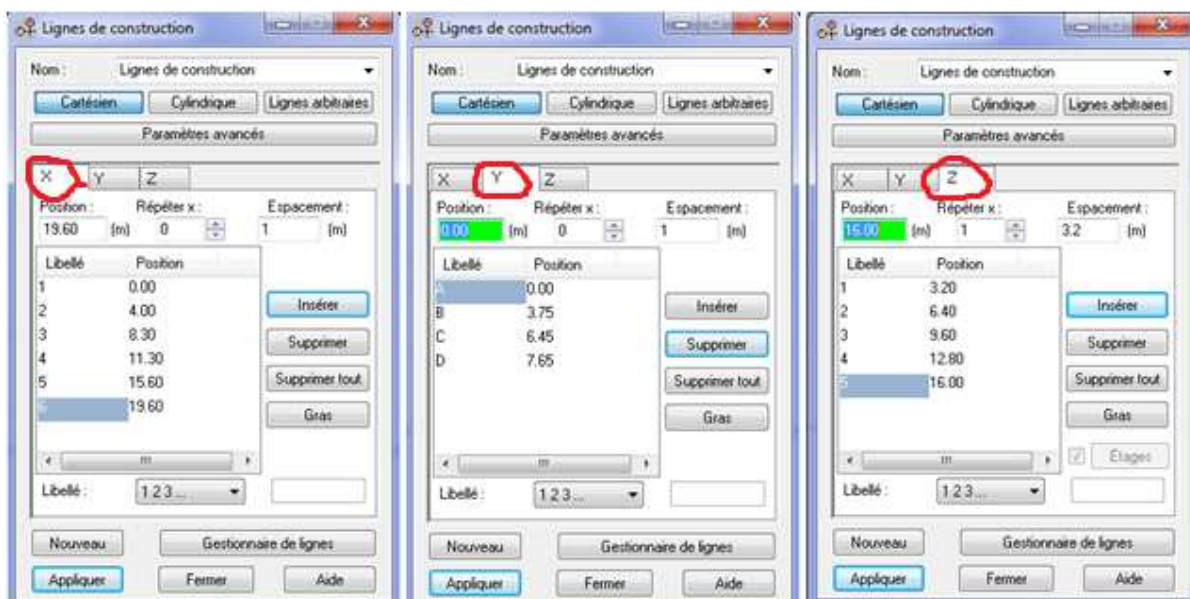 Lignes de construction
Nom : Lignes de construction
Cartésien Cylindrique Lignes arbitraires
Paramètres avancés
X Y Z
Position : Répéter x : Espacement :
19.60 (m) 0 1 (m)
Libellé Position
1 0.00
2 4.00
3 8.30
4 11.30
5 15.60
6 19.60
Insérer
Supprimer
Supprimer tout
Gras
Libellé : 1 2 3 ...
Nouveau Gestionnaire de lignes
Appliquer Fermer Aide
Lignes de construction
Nom : Lignes de construction
Cartésien Cylindrique Lignes arbitraires
Paramètres avancés
X Y Z
Position : Répéter x : Espacement :
0.00 (m) 0 1 (m)
Libellé Position
A 0.00
B 3.75
C 6.45
D 7.65
Insérer
Supprimer
Supprimer tout
Gras
Libellé : 1 2 3 ...
Nouveau Gestionnaire de lignes
Appliquer Fermer Aide
Lignes de construction
Nom : Lignes de construction
Cartésien Cylindrique Lignes arbitraires
Paramètres avancés
X Y Z
Position : Répéter x : Espacement :
16.00 (m) 1 3.2 (m)
Libellé Position
1 3.20
2 6.40
3 9.60
4 12.80
5 16.00
Insérer
Supprimer
Supprimer tout
Gras
Étages
Libellé : 1 2 3 ...
Nouveau Gestionnaire de lignes
Appliquer Fermer Aide